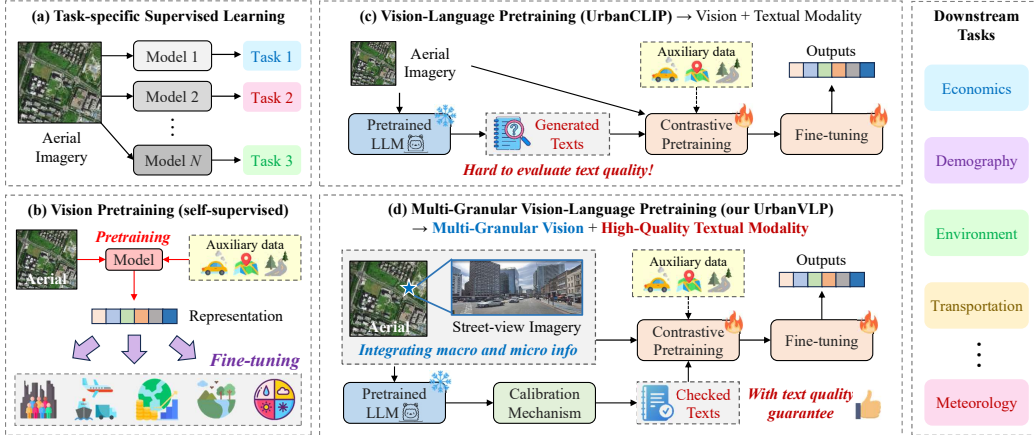 (a) Task-specific Supervised Learning
Model 1
Task 1
Model 2
Task 2
Aerial
Imagery
Model N
Task 3
(b) Vision Pretraining (self-supervised)
Pretraining
Auxiliary data
Model
Aerial
Representation
Fine-tuning
(c) Vision-Language Pretraining (UrbanCLIP) → Vision + Textual Modality
Aerial
Imagery
Auxiliary data
Outputs
Pretrained
LLM
Generated
Texts
Contrastive
Pretraining
Fine-tuning
Hard to evaluate text quality!
(d) Multi-Granular Vision-Language Pretraining (our UrbanVLP)
→ Multi-Granular Vision + High-Quality Textual Modality
Auxiliary data
Outputs
Aerial
Street-view Imagery
Integrating macro and micro info
Contrastive
Pretraining
Fine-tuning
Pretrained
LLM
Calibration
Mechanism
Checked
Texts
With text quality
guarantee
Downstream
Tasks
Economics
Demography
Environment
Transportation
Meteorology